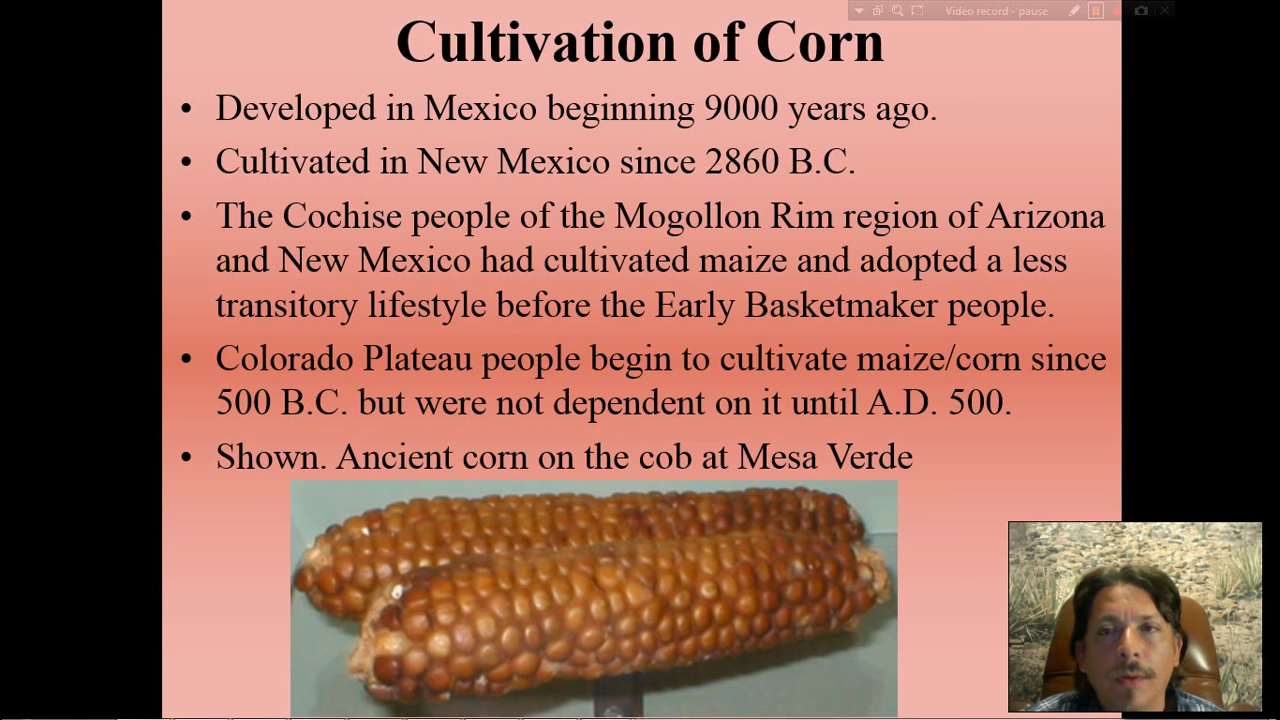 Video record - pause
Cultivation of Corn
• Developed in Mexico beginning 9000 years ago.
• Cultivated in New Mexico since 2860 B.C.
• The Cochise people of the Mogollon Rim region of Arizona
and New Mexico had cultivated maize and adopted a less
transitory lifestyle before the Early Basketmaker people.
• Colorado Plateau people begin to cultivate maize/corn since
500 B.C. but were not dependent on it until A.D. 500.
• Shown. Ancient corn on the cob at Mesa Verde